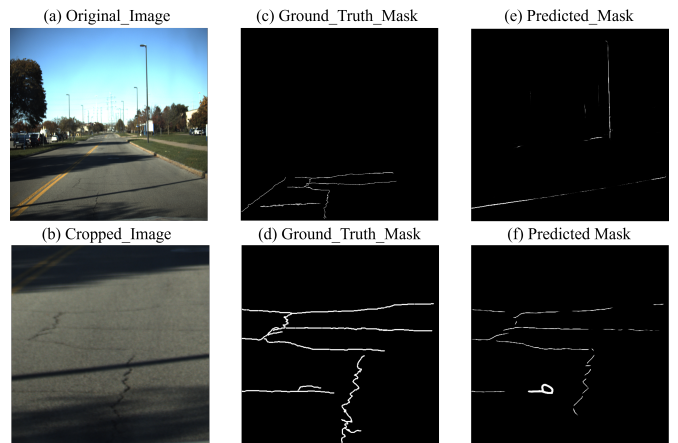 (a) Original_Image
(c) Ground_Truth_Mask
(e) Predicted_Mask
(b) Cropped_Image
(d) Ground_Truth_Mask
(f) Predicted Mask